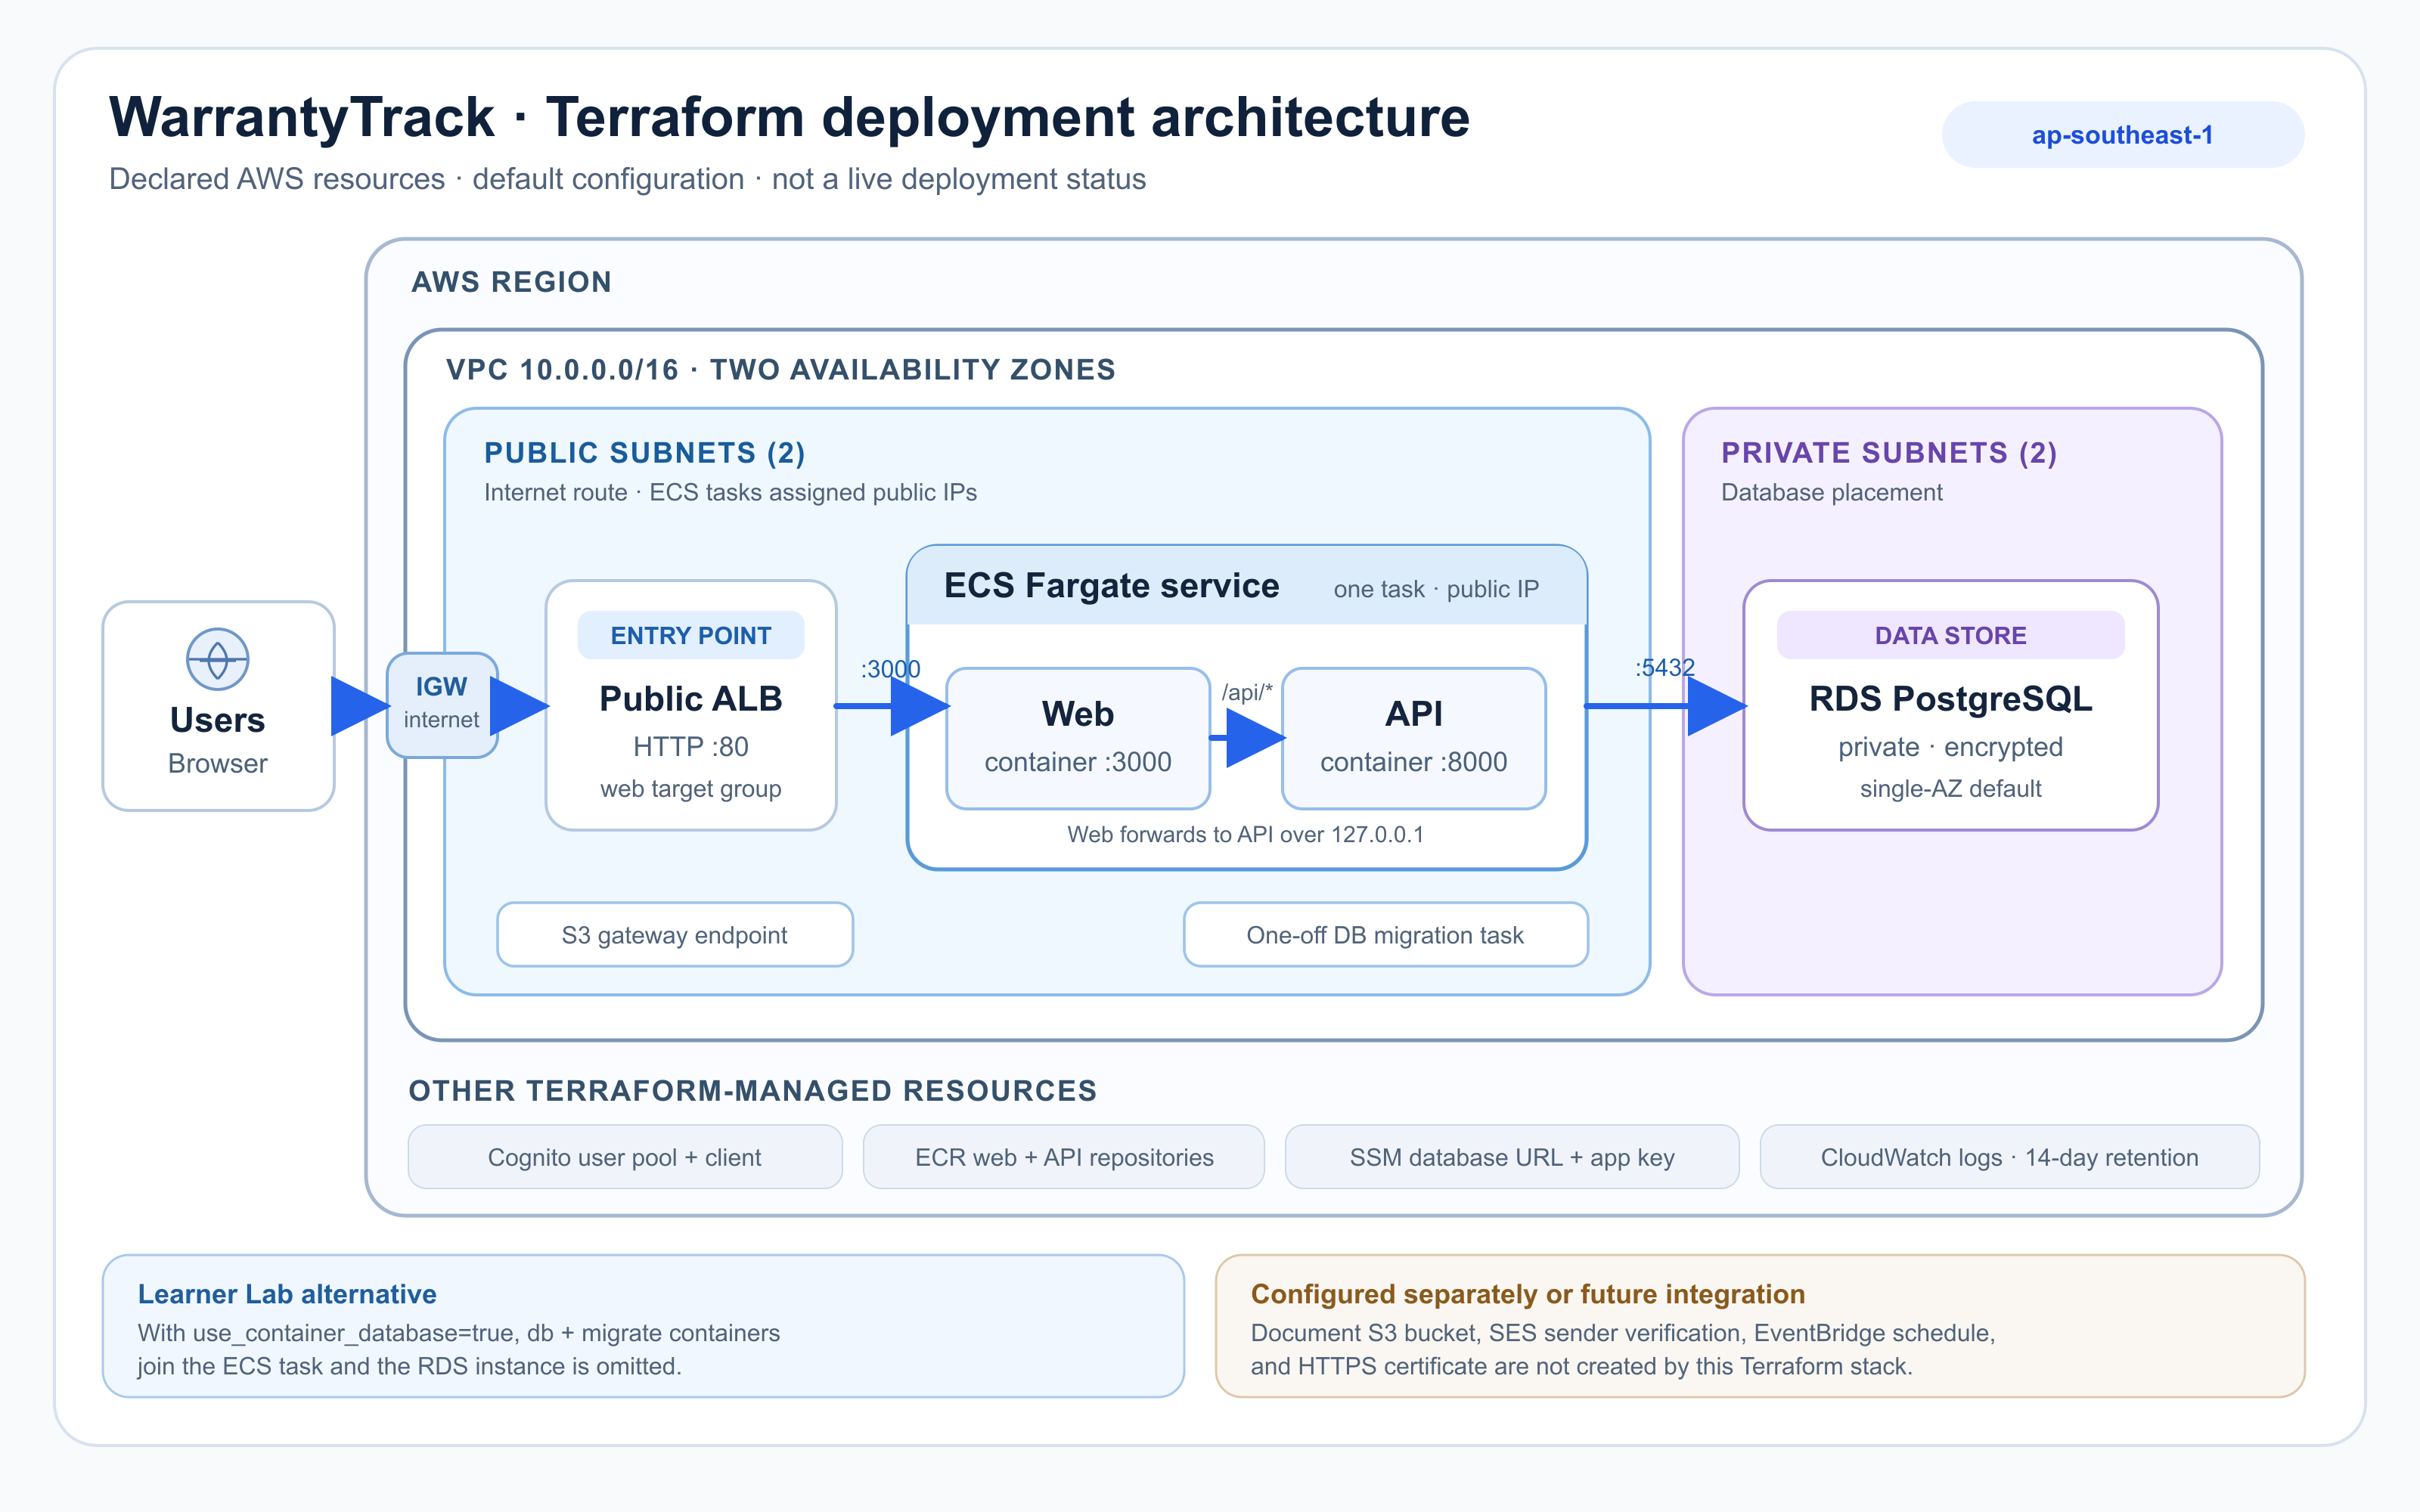 WarrantyTrack · Terraform deployment architecture
Declared AWS resources · default configuration · not a live deployment status
ap-southeast-1
AWS REGION
VPC 10.0.0.0/16 · TWO AVAILABILITY ZONES
PUBLIC SUBNETS (2)
Internet route · ECS tasks assigned public IPs
PRIVATE SUBNETS (2)
Database placement
Users
Browser
IGW
internet
ENTRY POINT
Public ALB
HTTP :80
web target group
:3000
ECS Fargate service
one task · public IP
Web
container :3000
/api/*
API
container :8000
Web forwards to API over 127.0.0.1
:5432
DATA STORE
RDS PostgreSQL
private · encrypted
single-AZ default
S3 gateway endpoint
One-off DB migration task
OTHER TERRAFORM-MANAGED RESOURCES
Cognito user pool + client
ECR web + API repositories
SSM database URL + app key
CloudWatch logs · 14-day retention
Learner Lab alternative
With use_container_database=true, db + migrate containers
join the ECS task and the RDS instance is omitted.
Configured separately or future integration
Document S3 bucket, SES sender verification, EventBridge schedule,
and HTTPS certificate are not created by this Terraform stack.